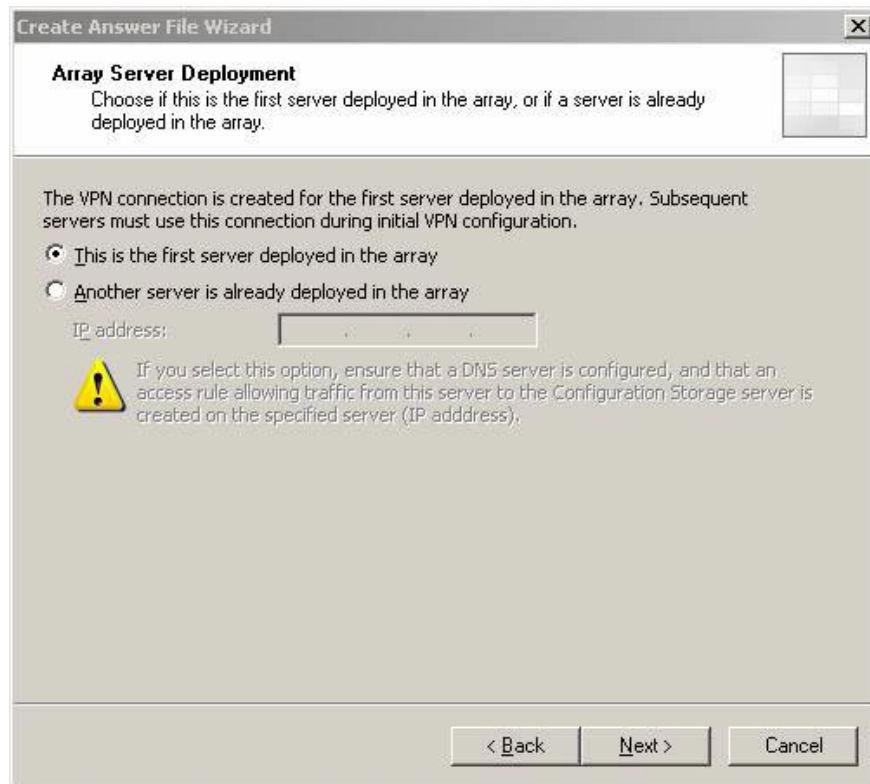 Create Answer File Wizard
Array Server Deployment
Choose if this is the first server deployed in the array, or if a server is already
deployed in the array.
The VPN connection is created for the first server deployed in the array. Subsequent
servers must use this connection during initial VPN configuration.
This is the first server deployed in the array
Another server is already deployed in the array
IP address:
If you select this option, ensure that a DNS server is configured, and that an
access rule allowing traffic from this server to the Configuration Storage server is
created on the specified server (IP adddress).
< Back
Next >
Cancel